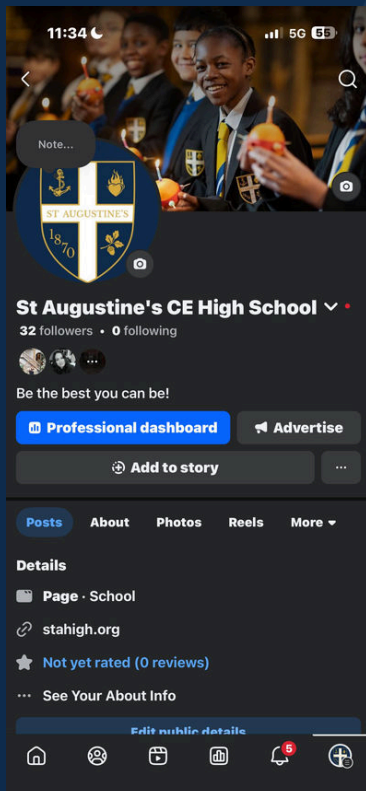 11:34
5G
55
Note...
ST AUGUSTINE'S
1870
St Augustine's CE High School
32 followers • 0 following
Be the best you can be!
Professional dashboard
Advertise
Add to story
Posts About Photos Reels More
Details
Page · School
stahigh.org
Not yet rated (0 reviews)
See Your About Info
Edit public details
5